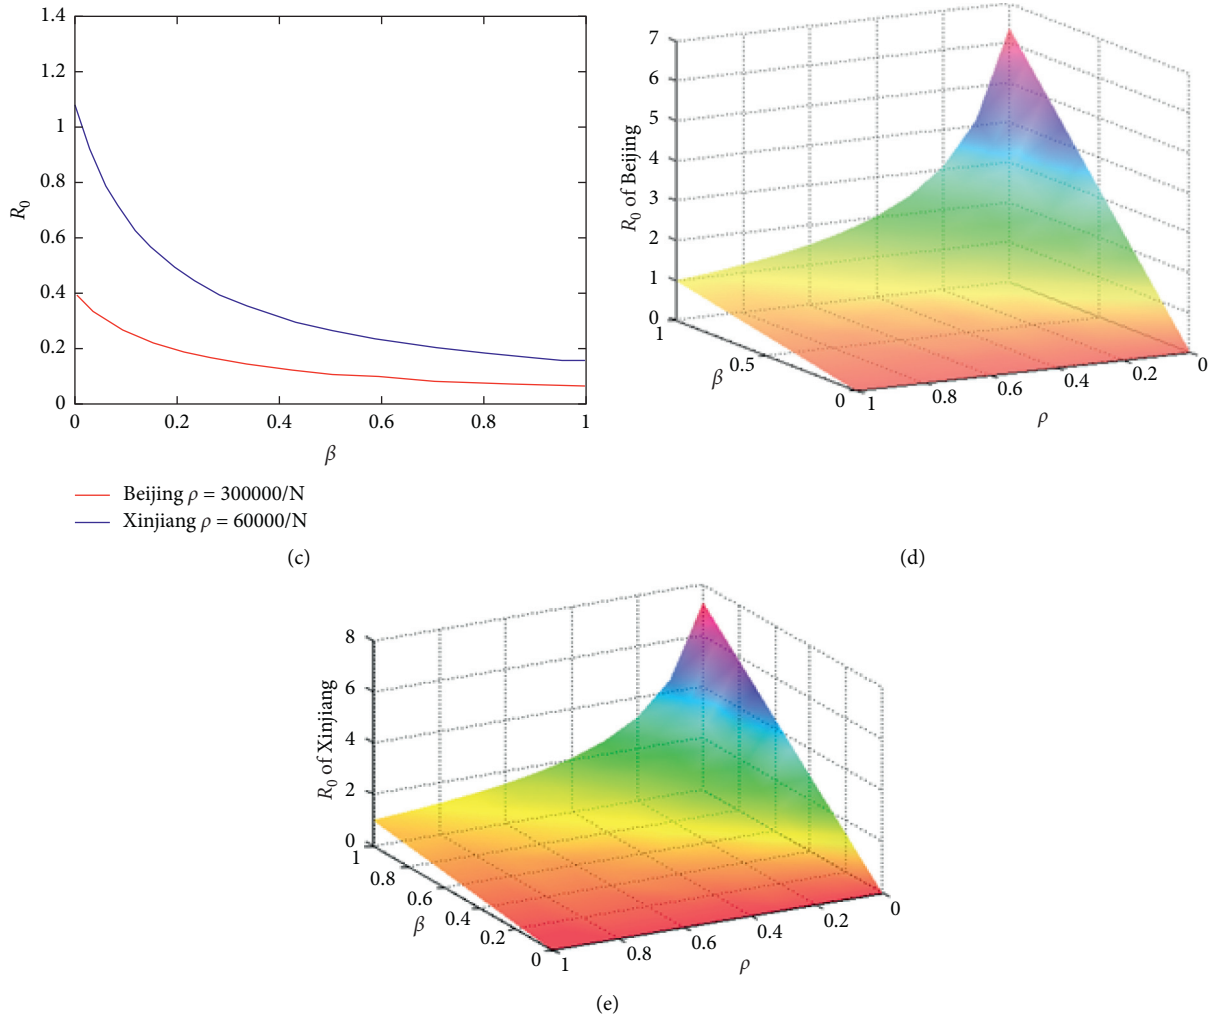 1.4
1.2
1
0.8
0.6
0.4
0.2
0
R0
0 0.2 0.4 0.6 0.8 1
β
Beijing ρ = 300000/N
Xinjiang ρ = 60000/N
(c)
7
6
5
4
3
2
1
0
R0 of Beijing
1
0.5
0
β
1 0.8 0.6 0.4 0.2 0
ρ
(d)
8
6
4
2
0
R0 of Xinjiang
1
0.8
0.6
0.4
0.2
0
β
1 0.8 0.6 0.4 0.2 0
ρ
(e)